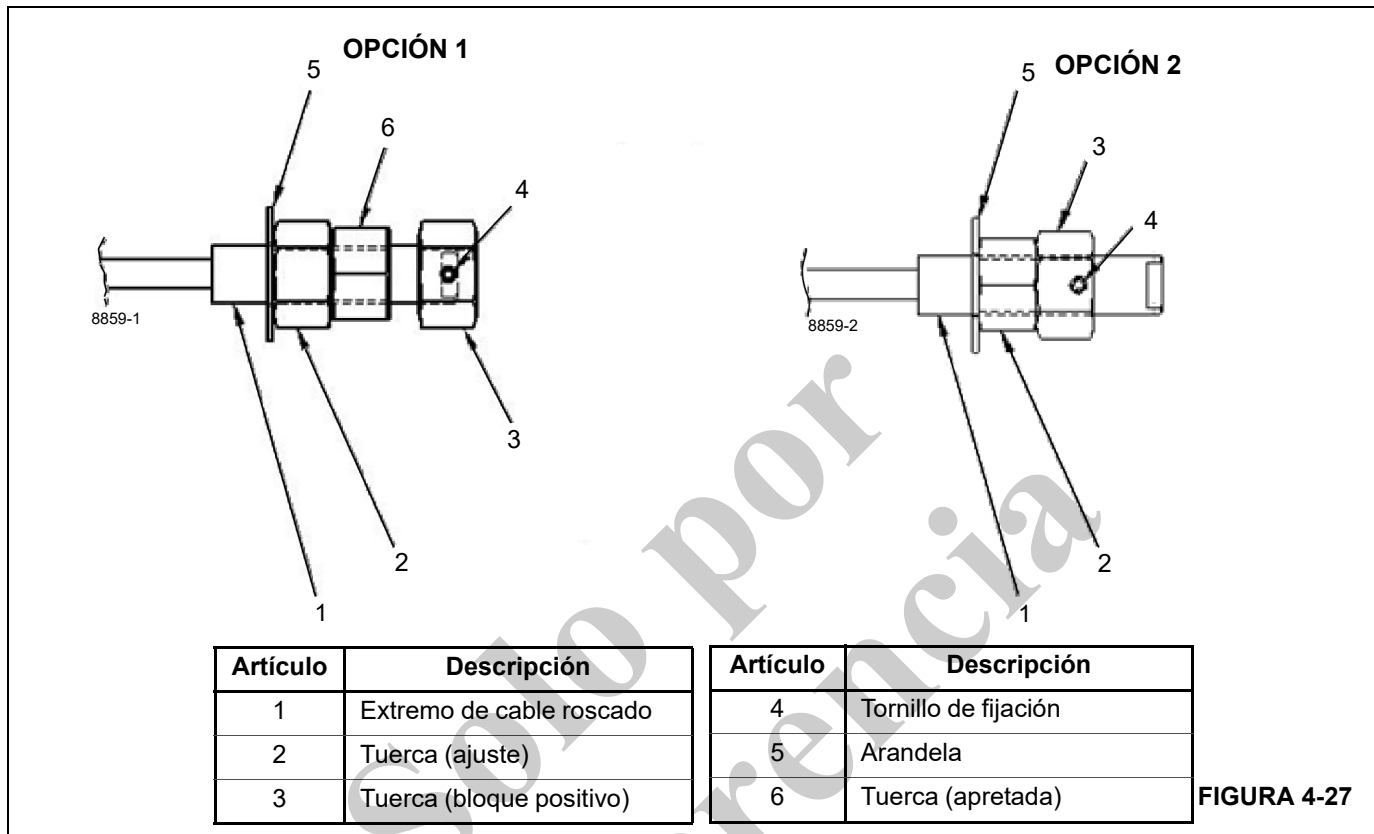 OPCIÓN 1
5
6
4
8859-1
3
2
1
OPCIÓN 2
5
3
4
8859-2
2
1
Artículo Descripción
1 Extremo de cable roscado
2 Tuerca (ajuste)
3 Tuerca (bloque positivo)
Artículo Descripción
4 Tornillo de fijación
5 Arandela
6 Tuerca (apretada)
FIGURA 4-27
Solo por
rencia